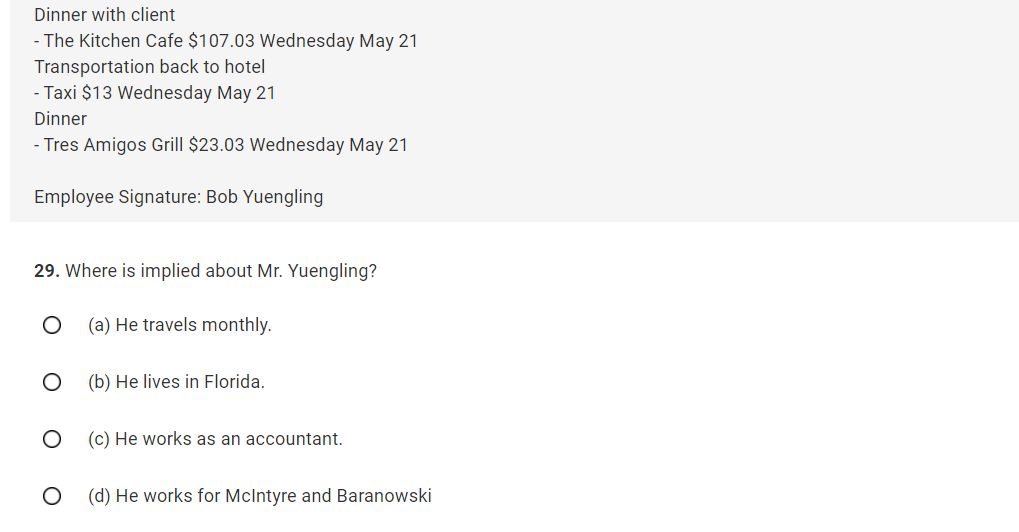 Dinner with client
- The Kitchen Cafe $107.03 Wednesday May 21
Transportation back to hotel
- Taxi $13 Wednesday May 21
Dinner
- Tres Amigos Grill $23.03 Wednesday May 21
Employee Signature: Bob Yuengling
29. Where is implied about Mr. Yuengling?
(a) He travels monthly.
(b) He lives in Florida.
(c) He works as an accountant.
(d) He works for McIntyre and Baranowski